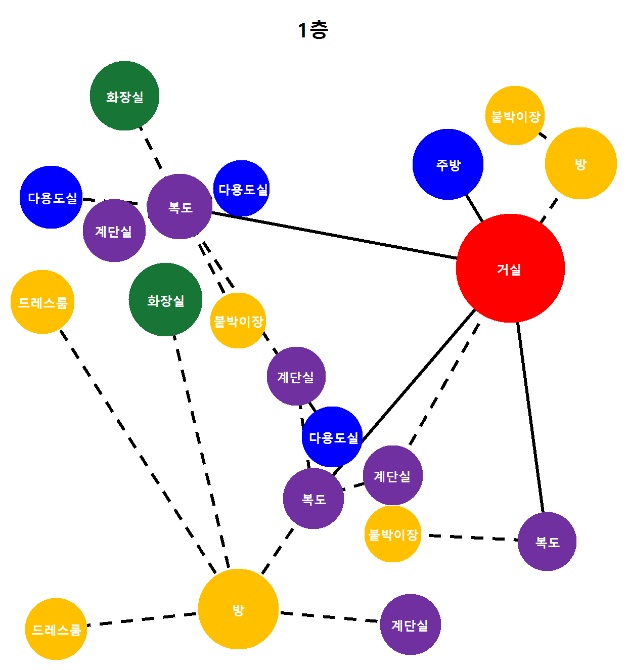 1층
화장실
붙박이장
주방
방
다용도실
다용도실
복도
계단실
거실
드레스룸
화장실
붙박이장
계단실
다용도실
계단실
복도
붙박이장
복도
방
드레스룸
계단실